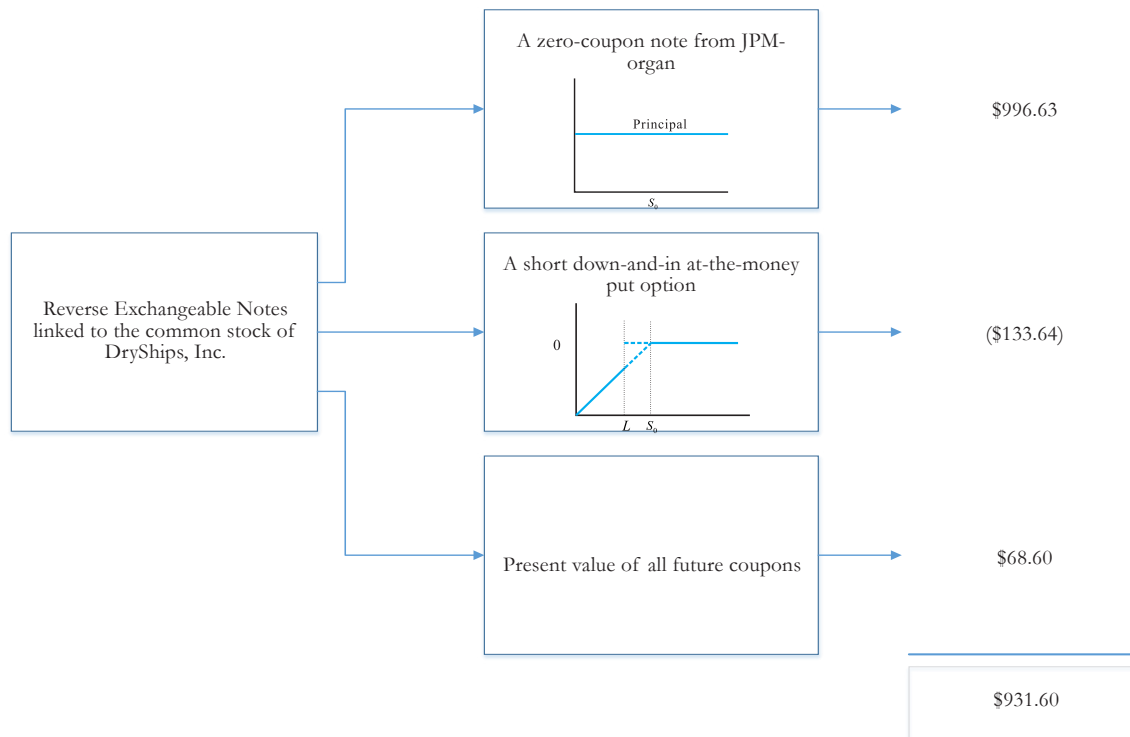 A zero-coupon note from JPM-
organ
Principal
S₀
$996.63
Reverse Exchangeable Notes
linked to the common stock of
DryShips, Inc.
A short down-and-in at-the-money
put option
0
L S₀
($133.64)
Present value of all future coupons
$68.60
$931.60